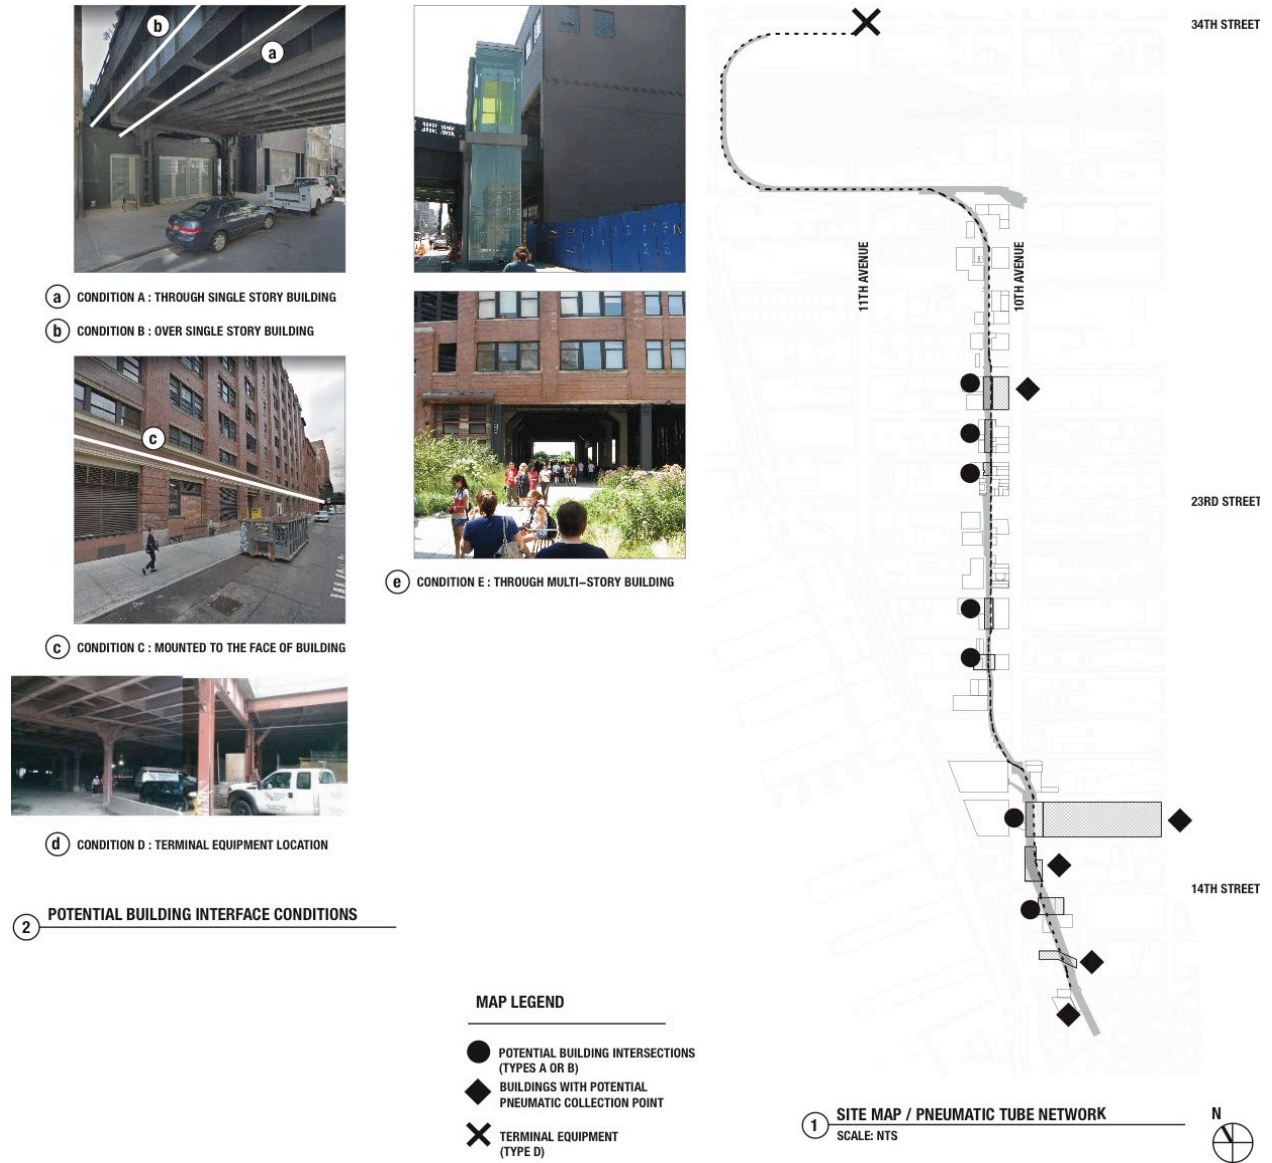 b
a
a CONDITION A : THROUGH SINGLE STORY BUILDING
b CONDITION B : OVER SINGLE STORY BUILDING
c
c CONDITION C : MOUNTED TO THE FACE OF BUILDING
d CONDITION D : TERMINAL EQUIPMENT LOCATION
2 POTENTIAL BUILDING INTERFACE CONDITIONS
e CONDITION E : THROUGH MULTI–STORY BUILDING
MAP LEGEND
POTENTIAL BUILDING INTERSECTIONS
(TYPES A OR B)
BUILDINGS WITH POTENTIAL
PNEUMATIC COLLECTION POINT
TERMINAL EQUIPMENT
(TYPE D)
34TH STREET
11TH AVENUE
10TH AVENUE
23RD STREET
14TH STREET
1 SITE MAP / PNEUMATIC TUBE NETWORK
SCALE: NTS
N